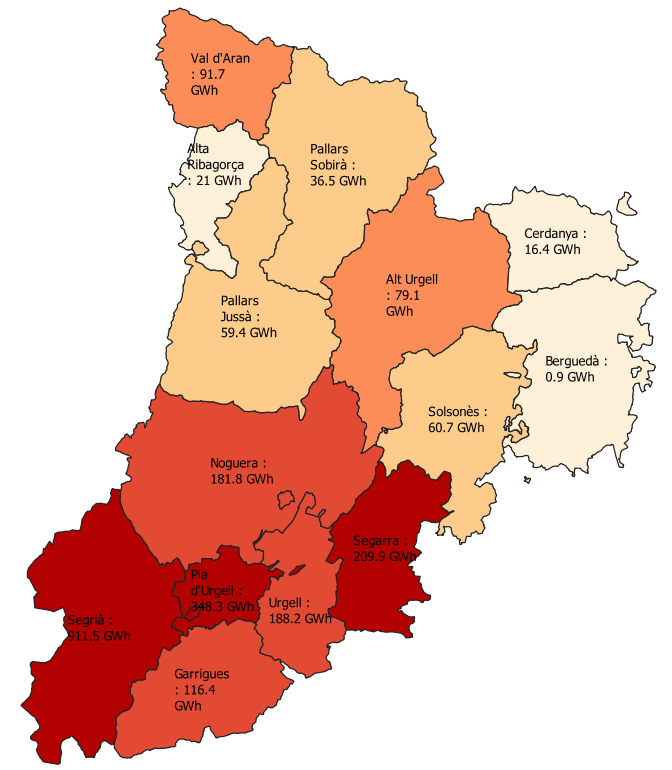 Val d'Aran
: 91.7
GWh
Alta
Ribagorça
: 21 GWh
Pallars
Sobirà :
36.5 GWh
Cerdanya :
16.4 GWh
Alt Urgell
: 79.1
GWh
Pallars
Jussà :
59.4 GWh
Berguedà :
0.9 GWh
Solsonès :
60.7 GWh
Noguera :
181.8 GWh
Segarra :
209.9 GWh
Pla
d'Urgell :
348.3 GWh
Urgell :
188.2 GWh
Segrià :
911.5 GWh
Garrigues
: 116.4
GWh